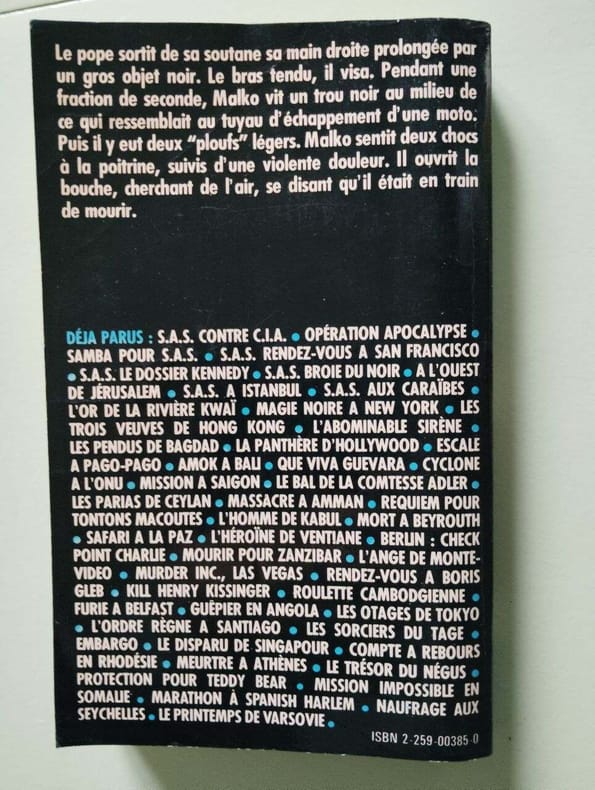 Le pope sortit de sa soutane sa main droite prolongée par
un gros objet noir. Le bras tendu, il visa. Pendant une
fraction de seconde, Malko vit un trou noir au milieu de
ce qui ressemblait au tuyau d'échappement d'une moto.
Puis il y eut deux "ploufs" légers. Malko sentit deux chocs
à la poitrine, suivis d'une violente douleur. Il ouvrit la
bouche, cherchant de l'air, se disant qu'il était en train
de mourir.
DÉJA PARUS : S.A.S. CONTRE C.I.A. • OPÉRATION APOCALYPSE •
SAMBA POUR S.A.S. • S.A.S. RENDEZ-VOUS A SAN FRANCISCO
• S.A.S. LE DOSSIER KENNEDY • S.A.S. BROIE DU NOIR • A L'OUEST
DE JÉRUSALEM • S.A.S. A ISTANBUL • S.A.S. AUX CARAÏBES •
L'OR DE LA RIVIÈRE KWAÏ • MAGIE NOIRE A NEW YORK • LES
TROIS VEUVES DE HONG KONG • L'ABOMINABLE SIRÈNE •
LES PENDUS DE BAGDAD • LA PANTHÈRE D'HOLLYWOOD • ESCALE
A PAGO-PAGO • AMOK A BALI • QUE VIVA GUEVARA • CYCLONE
A L'ONU • MISSION A SAIGON • LE BAL DE LA COMTESSE ADLER •
LES PARIAS DE CEYLAN • MASSACRE A AMMAN • REQUIEM POUR
TONTONS MACOUTES • L'HOMME DE KABUL • MORT A BEYROUTH
• SAFARI A LA PAZ • L'HÉROÏNE DE VIENTIANE • BERLIN : CHECK
POINT CHARLIE • MOURIR POUR ZANZIBAR • L'ANGE DE MONTE-
VIDEO • MURDER INC., LAS VEGAS • RENDEZ-VOUS A BORIS
GLEB • KILL HENRY KISSINGER • ROULETTE CAMBODGIENNE •
FURIE A BELFAST • GUÊPIER EN ANGOLA • LES OTAGES DE TOKYO
• L'ORDRE RÈGNE A SANTIAGO • LES SORCIERS DU TAGE •
EMBARGO • LE DISPARU DE SINGAPOUR • COMPTE A REBOURS
EN RHODÉSIE • MEURTRE A ATHÈNES • LE TRÉSOR DU NÉGUS •
PROTECTION POUR TEDDY BEAR • MISSION IMPOSSIBLE EN
SOMALIE • MARATHON À SPANISH HARLEM • NAUFRAGE AUX
SEYCHELLES • LE PRINTEMPS DE VARSOVIE •
ISBN 2-259-00385-0